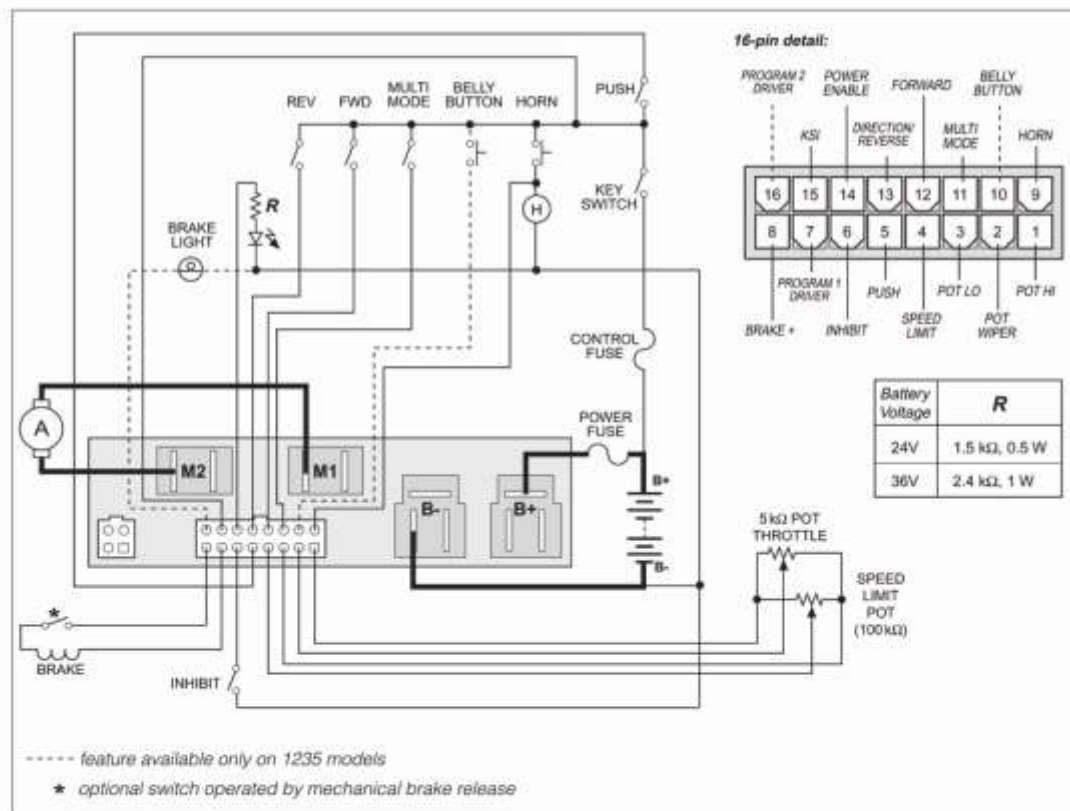 16-pin detail:
PROGRAM 2
DRIVER
POWER
ENABLE
FORWARD
BELLY
BUTTON
KSI
DIRECTION/
REVERSE
MULTI
MODE
HORN
16 15 14 13 12 11 10 9
8 7 6 5 4 3 2 1
BRAKE +
PROGRAM 1
DRIVER
INHIBIT
PUSH
SPEED
LIMIT
POT LO
POT
WIPER
POT HI
REV
FWD
MULTI
MODE
BELLY
BUTTON
HORN
PUSH
KEY
SWITCH
R
H
BRAKE
LIGHT
CONTROL
FUSE
POWER
FUSE
A
M2
M1
B-
B+
B+
B-
Battery
Voltage
R
24V 1.5 kΩ, 0.5 W
36V 2.4 kΩ, 1 W
5kΩ POT
THROTTLE
SPEED
LIMIT
POT
(100kΩ)
*
BRAKE
INHIBIT
----- feature available only on 1235 models
* optional switch operated by mechanical brake release